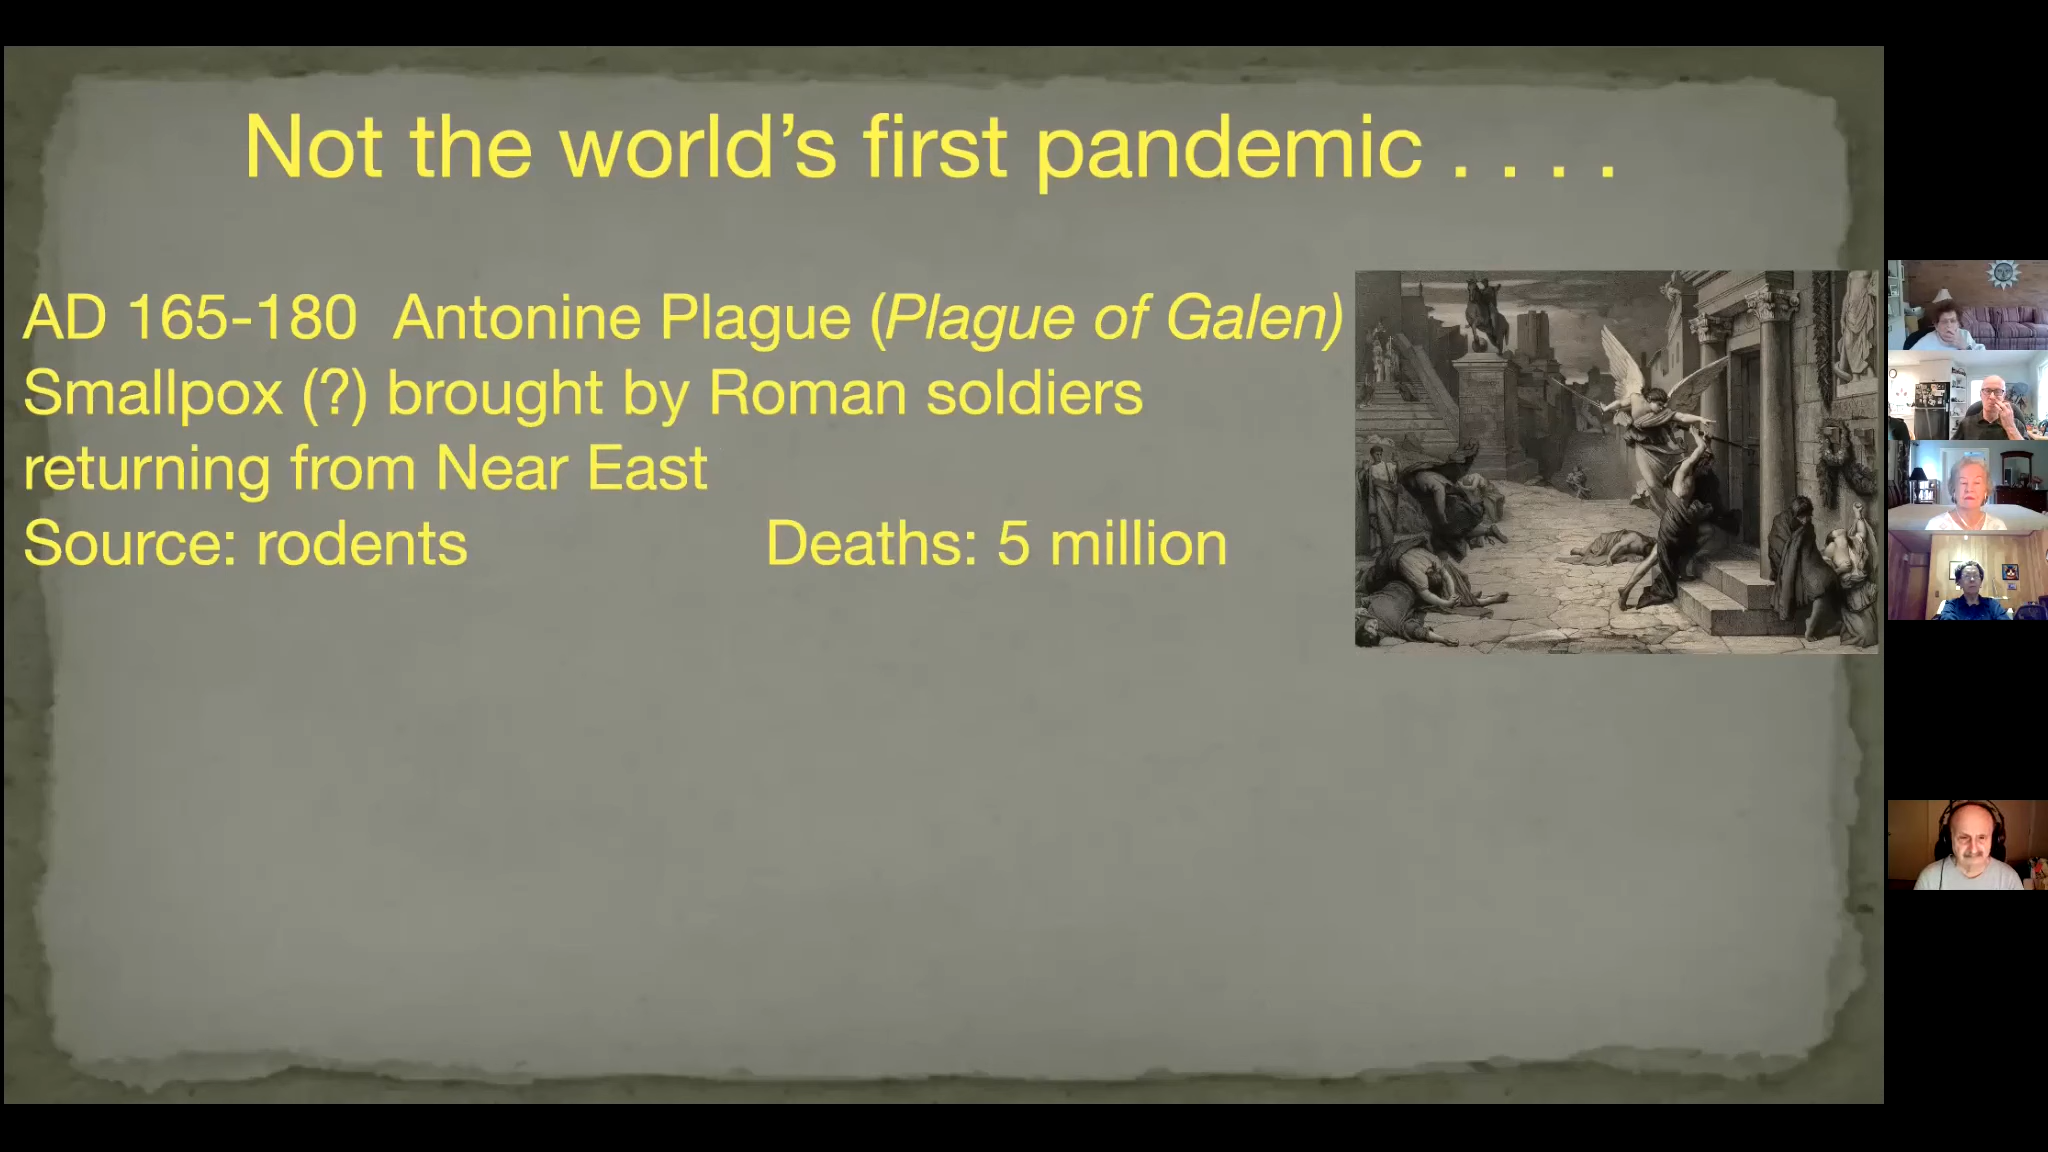 Not the world’s first pandemic . . . .
AD 165-180 Antonine Plague (Plague of Galen)
Smallpox (?) brought by Roman soldiers
returning from Near East
Source: rodents Deaths: 5 million